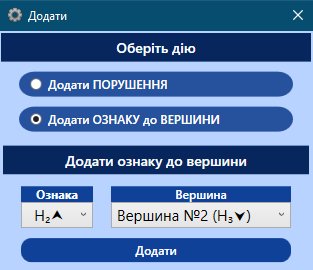 Додати
Оберіть дію
Додати ПОРУШЕННЯ
Додати ОЗНАКУ до ВЕРШИНИ
Додати ознаку до вершини
Ознака Вершина
H₂⮝ Вершина №2 (H₃⮟)
Додати